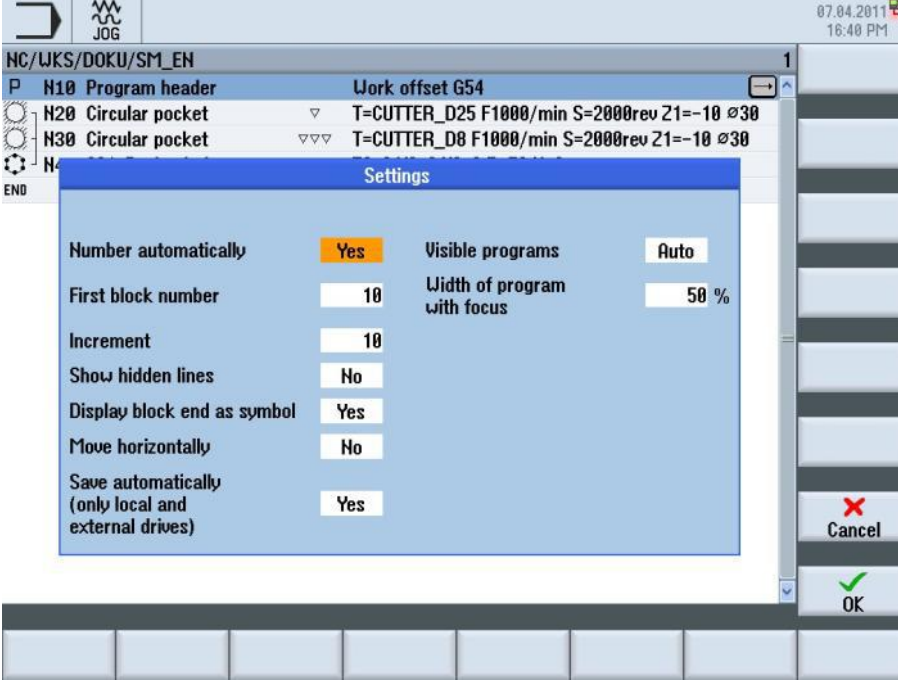 JOG
07.04.2011
16:40 PM
NC/WKS/DOKU/SM_EN 1
P N10 Program header Work offset G54
N20 Circular pocket ▽ T=CUTTER_D25 F1000/min S=2000rev Z1=-10 ø30
N30 Circular pocket ▽▽▽ T=CUTTER_D8 F1000/min S=2000rev Z1=-10 ø30
END
Settings
Number automatically Yes
Visible programs Auto
First block number 10
Width of program
with focus 50 %
Increment 10
Show hidden lines No
Display block end as symbol Yes
Move horizontally No
Save automatically
(only local and
external drives) Yes
Cancel
OK